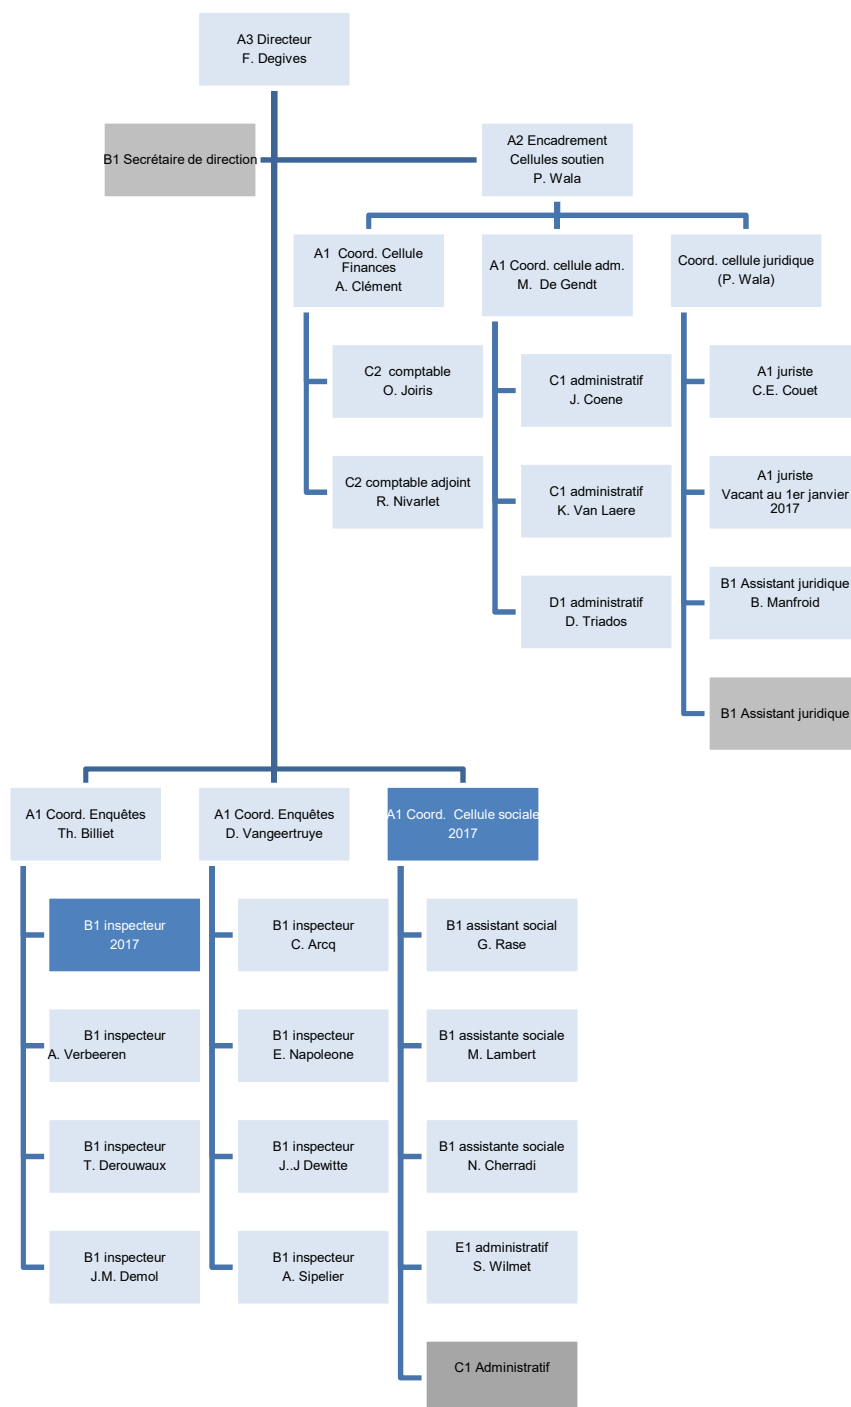 A3 Directeur
F. Degives
B1 Secrétaire de direction
A2 Encadrement
Cellules soutien
P. Wala
A1 Coord. Cellule
Finances
A. Clément
A1 Coord. cellule adm.
M. De Gendt
Coord. cellule juridique
(P. Wala)
C2 comptable
O. Joiris
C2 comptable adjoint
R. Nivarlet
C1 administratif
J. Coene
C1 administratif
K. Van Laere
D1 administratif
D. Triados
A1 juriste
C.E. Couet
A1 juriste
Vacant au 1er janvier
2017
B1 Assistant juridique
B. Manfroid
B1 Assistant juridique
A1 Coord. Enquêtes
Th. Billiet
B1 inspecteur
2017
B1 inspecteur
A. Verbeeren
B1 inspecteur
T. Derouwaux
B1 inspecteur
J.M. Demol
A1 Coord. Enquêtes
D. Vangeertruye
B1 inspecteur
C. Arcq
B1 inspecteur
E. Napoleone
B1 inspecteur
J..J Dewitte
B1 inspecteur
A. Sipelier
A1 Coord. Cellule sociale
2017
B1 assistant social
G. Rase
B1 assistante sociale
M. Lambert
B1 assistante sociale
N. Cherradi
E1 administratif
S. Wilmet
C1 Administratif